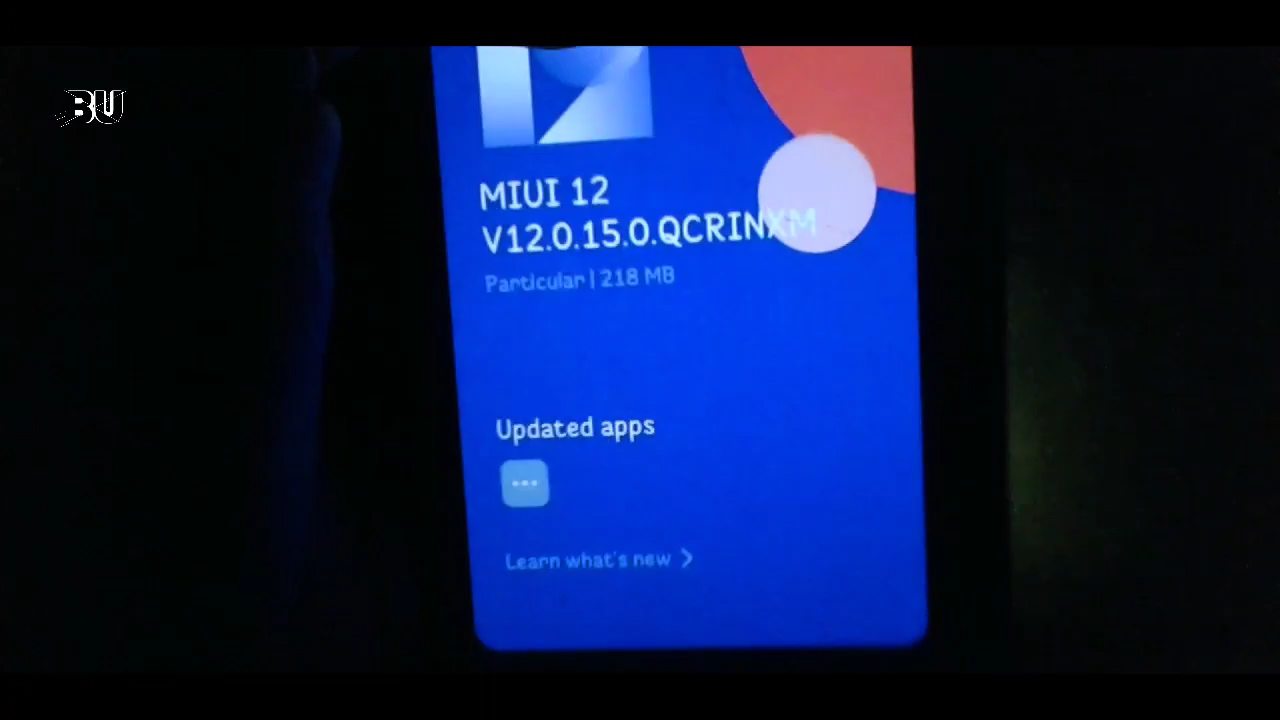 BU
MIUI 12
V12.0.15.0.QCRINXM
Particular | 218 MB
Updated apps
Learn what's new